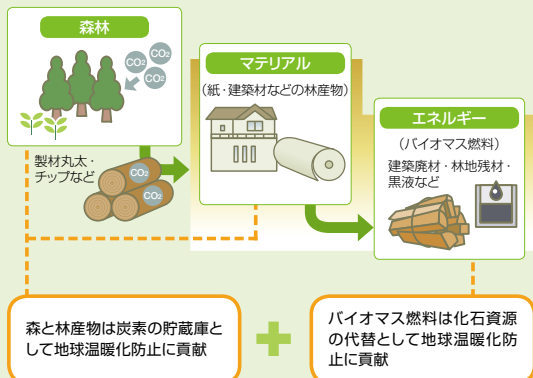 森林
CO2
CO2
CO2
マテリアル
(紙・建築材などの林産物)
エネルギー
(バイオマス燃料)
建築廃材・林地残材・
黒液など
製材丸太・
チップなど
CO2
CO2
森と林産物は炭素の貯蔵庫と
して地球温暖化防止に貢献
バイオマス燃料は化石資源
の代替として地球温暖化防
止に貢献